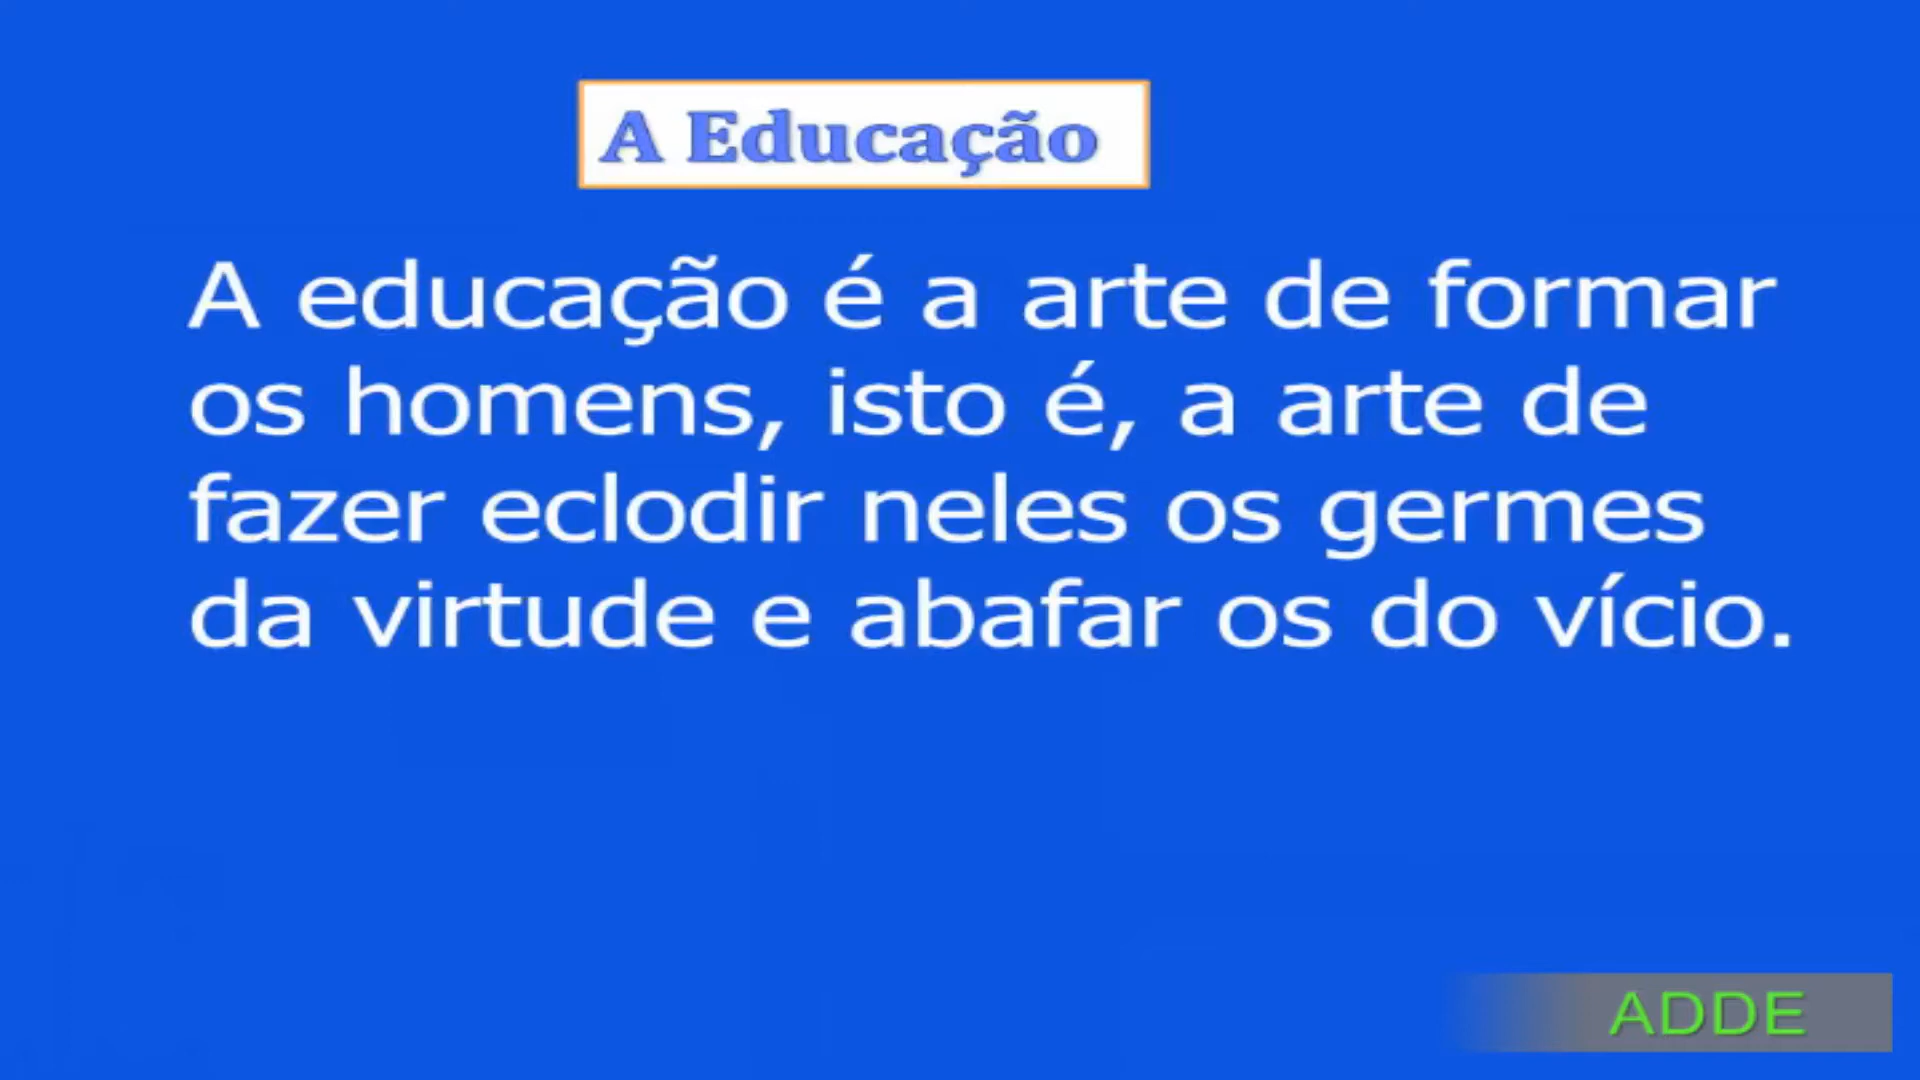 A Educação
A educação é a arte de formar
os homens, isto é, a arte de
fazer eclodir neles os germes
da virtude e abafar os do vício.
ADDE